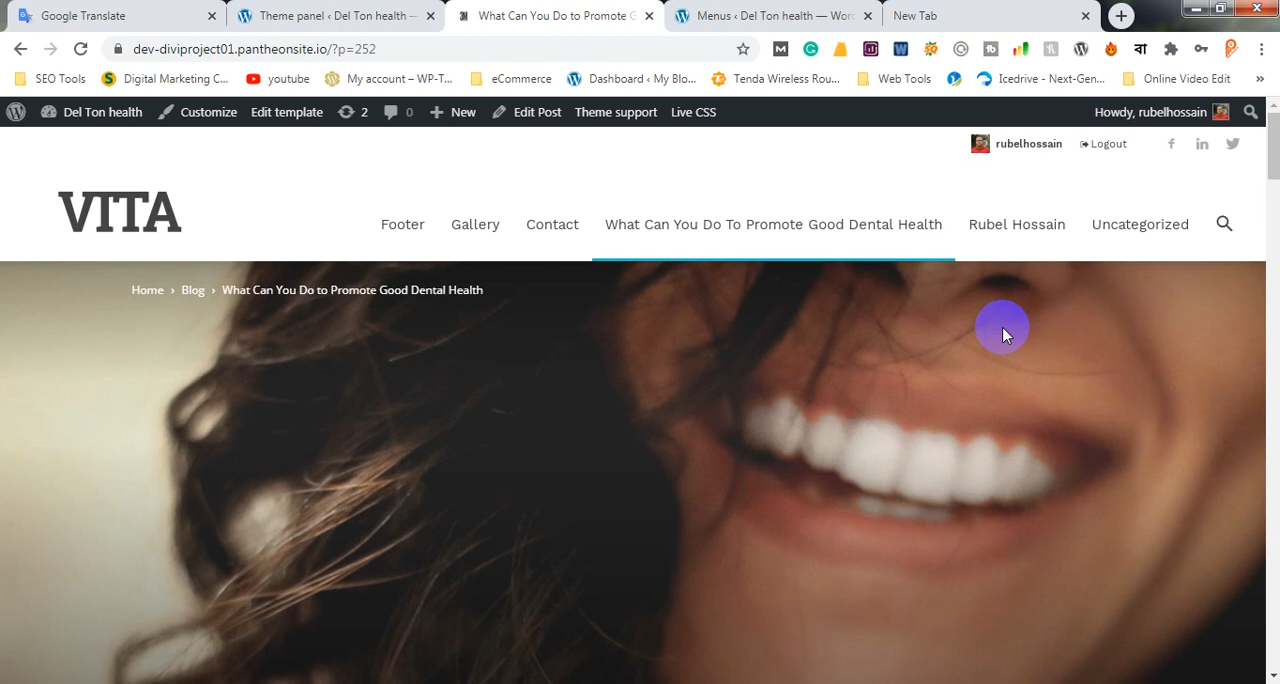 Google Translate
Theme panel ‹ Del Ton health —
What Can You Do to Promote G
Menus ‹ Del Ton health — Wor
New Tab
dev-diviproject01.pantheonsite.io/?p=252
SEO Tools
Digital Marketing C...
youtube
My account – WP-T...
eCommerce
Dashboard ‹ My Blo...
Tenda Wireless Rou...
Web Tools
Icedrive - Next-Gen...
Online Video Edit
»
Del Ton health
Customize
Edit template
2
0
New
Edit Post
Theme support
Live CSS
Howdy, rubelhossain
rubelhossain
Logout
VITA
Footer
Gallery
Contact
What Can You Do To Promote Good Dental Health
Rubel Hossain
Uncategorized
Home › Blog › What Can You Do to Promote Good Dental Health